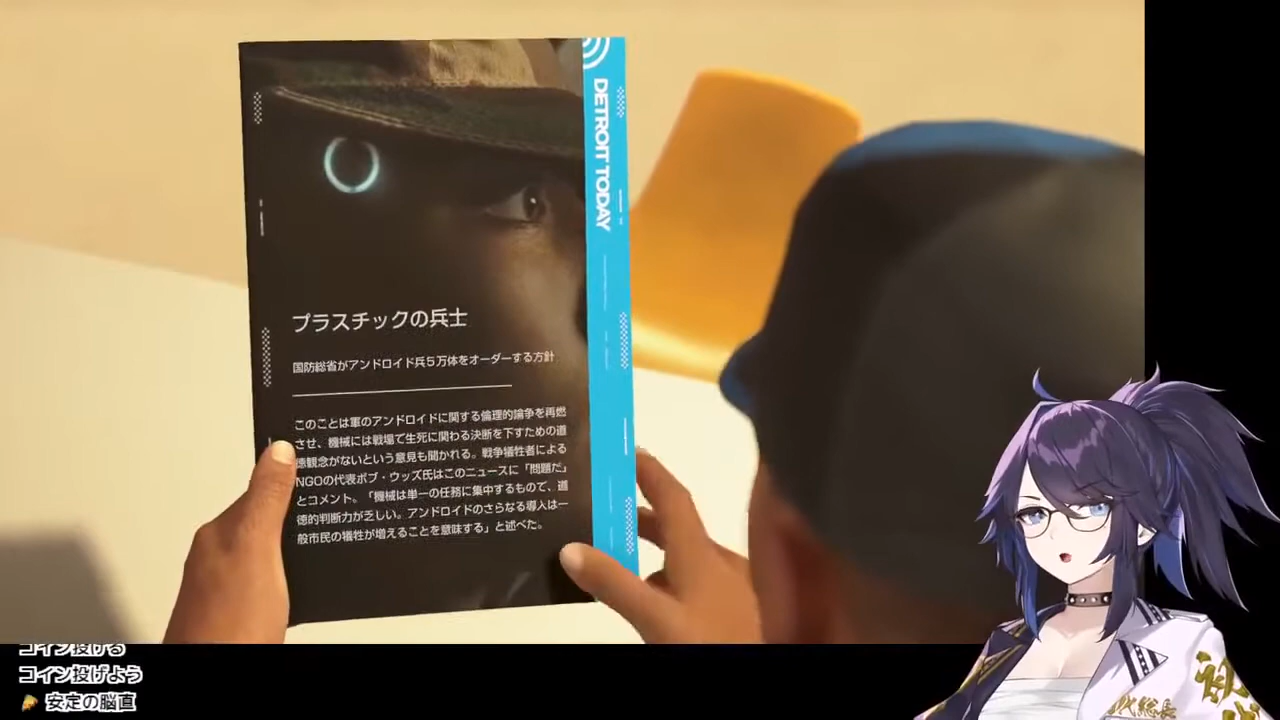 DETROIT TODAY
プラスチックの兵士
国防総省がアンドロイド兵5万体をオーダーする方針
このことは軍のアンドロイドに関する倫理的論争を再燃
させ、機械には戦場で生死に関わる決断を下すための道
徳観念がないという意見も聞かれる。戦争犠牲者による
NGOの代表ボブ・ウッズ氏はこのニュースに「問題だ」
とコメント。「機械は単一の任務に集中するもので、道
徳的判断力が乏しい。アンドロイドのさらなる導入は一
般市民の犠牲が増えることを意味する」と述べた。
コイン投げる
コイン投げよう
安定の脳直
代総長